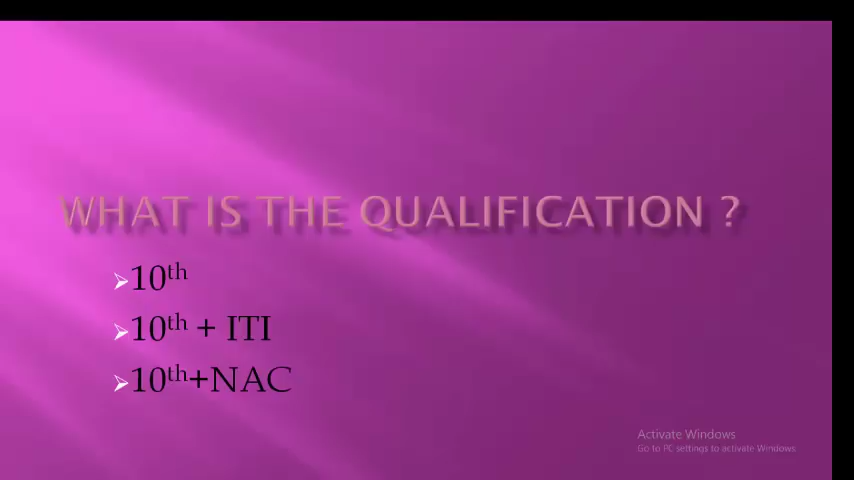 WHAT IS THE QUALIFICATION ?
➢10th
➢10th + ITI
➢10th+NAC
Activate Windows
Go to PC settings to activate Windows.